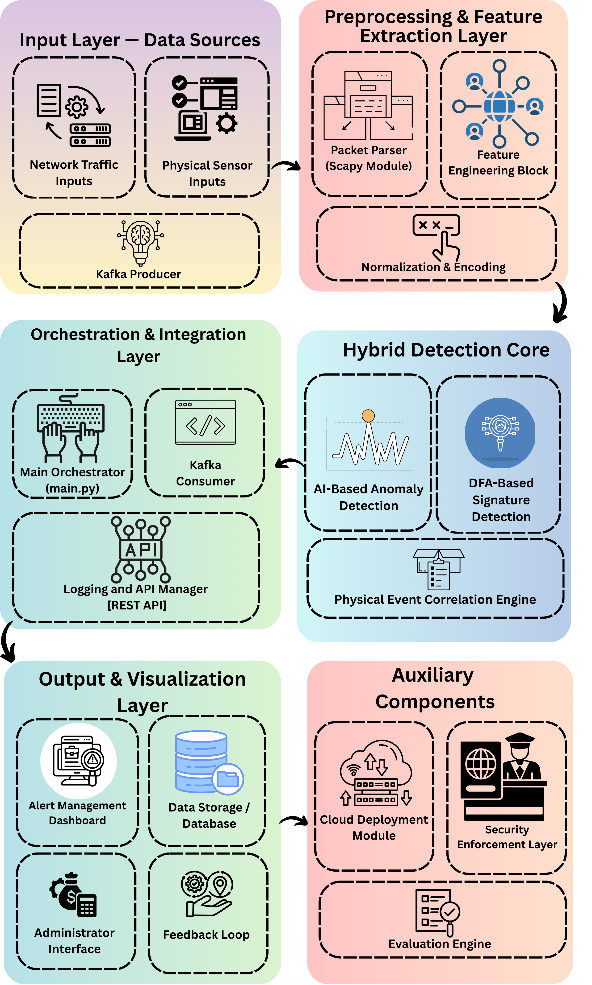 Input Layer — Data Sources
Network Traffic
Inputs
Physical Sensor
Inputs
Kafka Producer
Preprocessing & Feature
Extraction Layer
Packet Parser
(Scapy Module)
Feature
Engineering Block
Normalization & Encoding
Orchestration & Integration
Layer
Main Orchestrator
(main.py)
Kafka
Consumer
API
Logging and API Manager
[REST API]
Hybrid Detection Core
AI-Based Anomaly
Detection
DFA-Based
Signature
Detection
Physical Event Correlation Engine
Output & Visualization
Layer
Alert Management
Dashboard
Data Storage /
Database
Administrator
Interface
Feedback Loop
Auxiliary
Components
Cloud Deployment
Module
Security
Enforcement Layer
Evaluation Engine